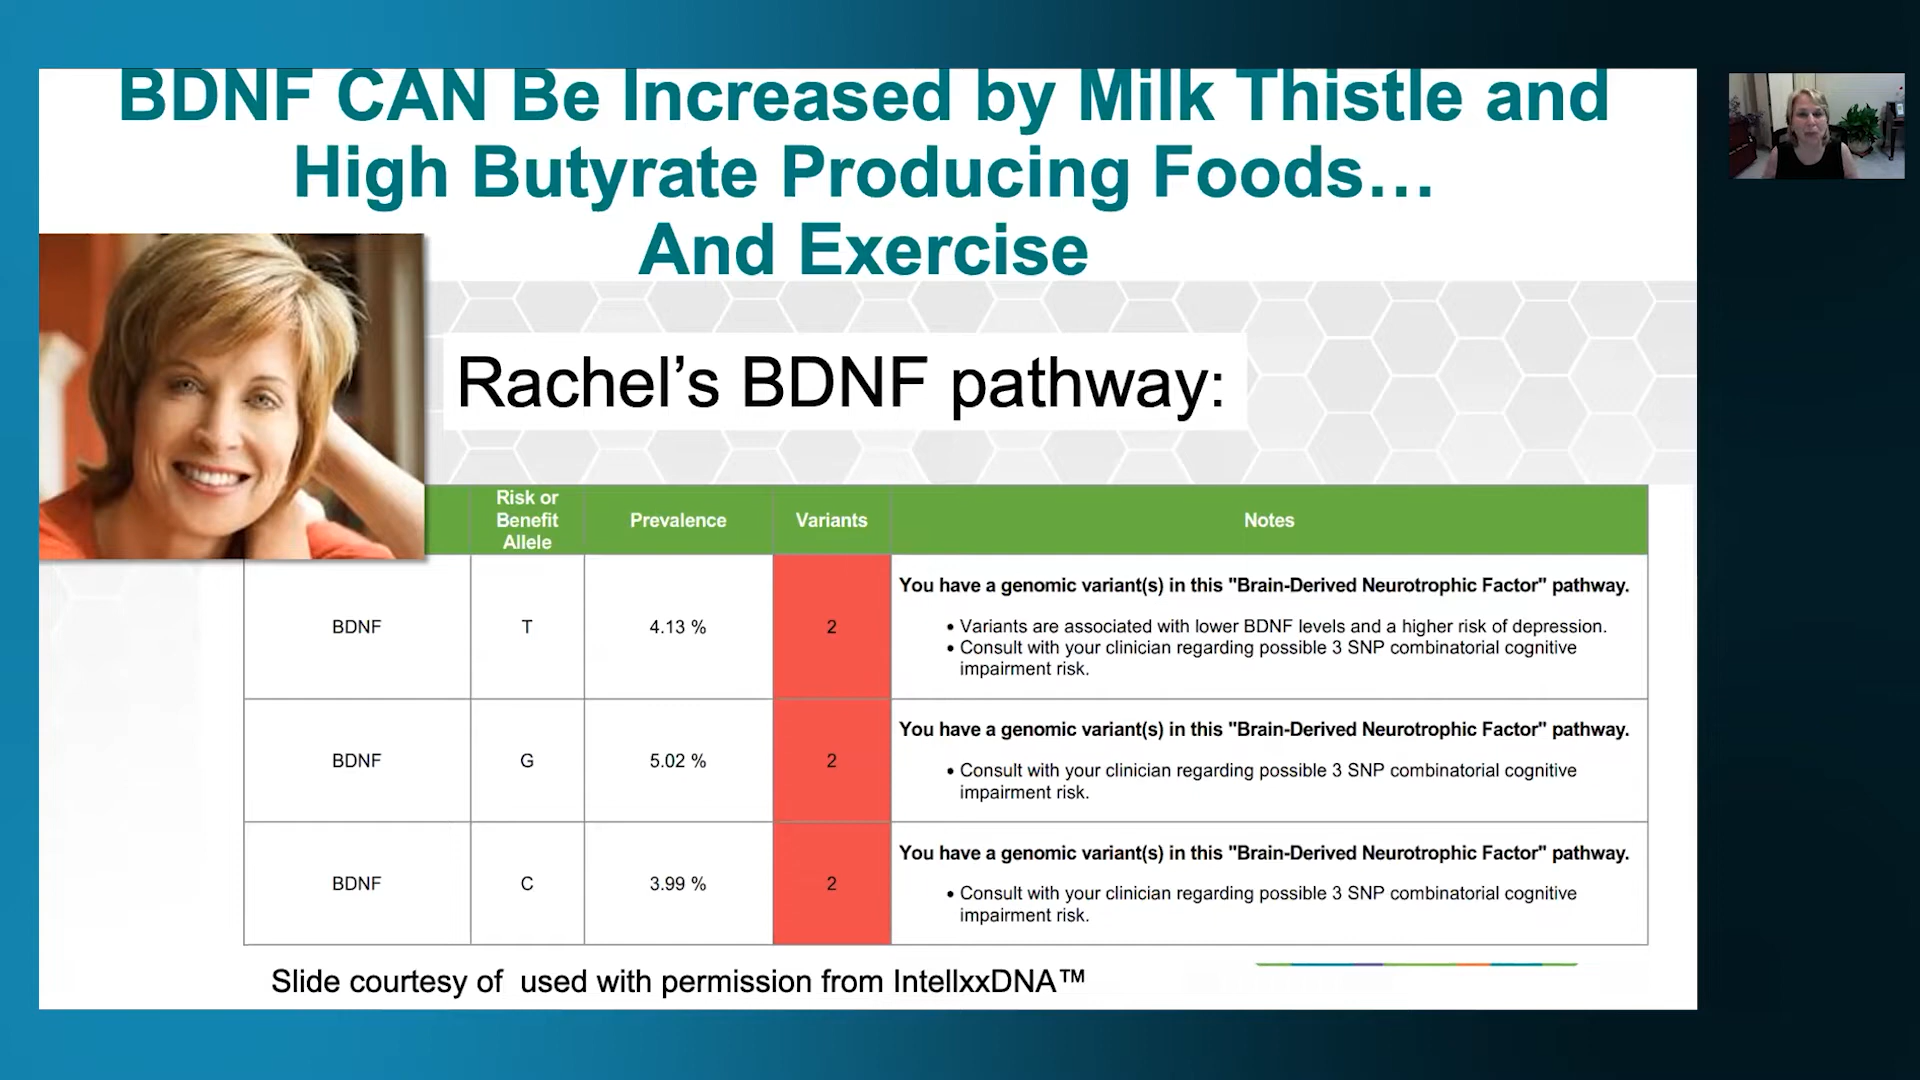 BDNF CAN Be Increased by Milk Thistle and
High Butyrate Producing Foods...
And Exercise
Rachel's BDNF pathway:
Risk or
Benefit
Allele
Prevalence
Variants
Notes
BDNF
T
4.13 %
2
You have a genomic variant(s) in this "Brain-Derived Neurotrophic Factor" pathway.
• Variants are associated with lower BDNF levels and a higher risk of depression.
• Consult with your clinician regarding possible 3 SNP combinatorial cognitive
impairment risk.
BDNF
G
5.02 %
2
You have a genomic variant(s) in this "Brain-Derived Neurotrophic Factor" pathway.
• Consult with your clinician regarding possible 3 SNP combinatorial cognitive
impairment risk.
BDNF
C
3.99 %
2
You have a genomic variant(s) in this "Brain-Derived Neurotrophic Factor" pathway.
• Consult with your clinician regarding possible 3 SNP combinatorial cognitive
impairment risk.
Slide courtesy of  used with permission from IntellxxDNA™